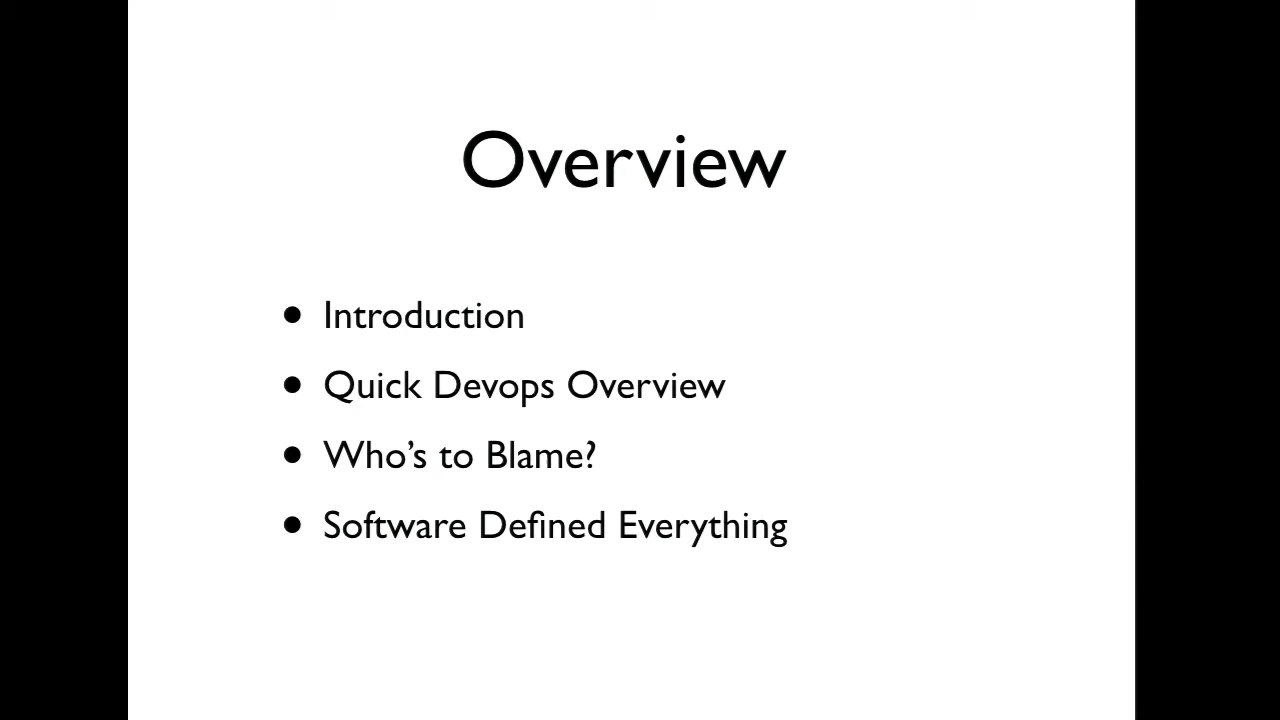 Overview
• Introduction
• Quick Devops Overview
• Who’s to Blame?
• Software Defined Everything